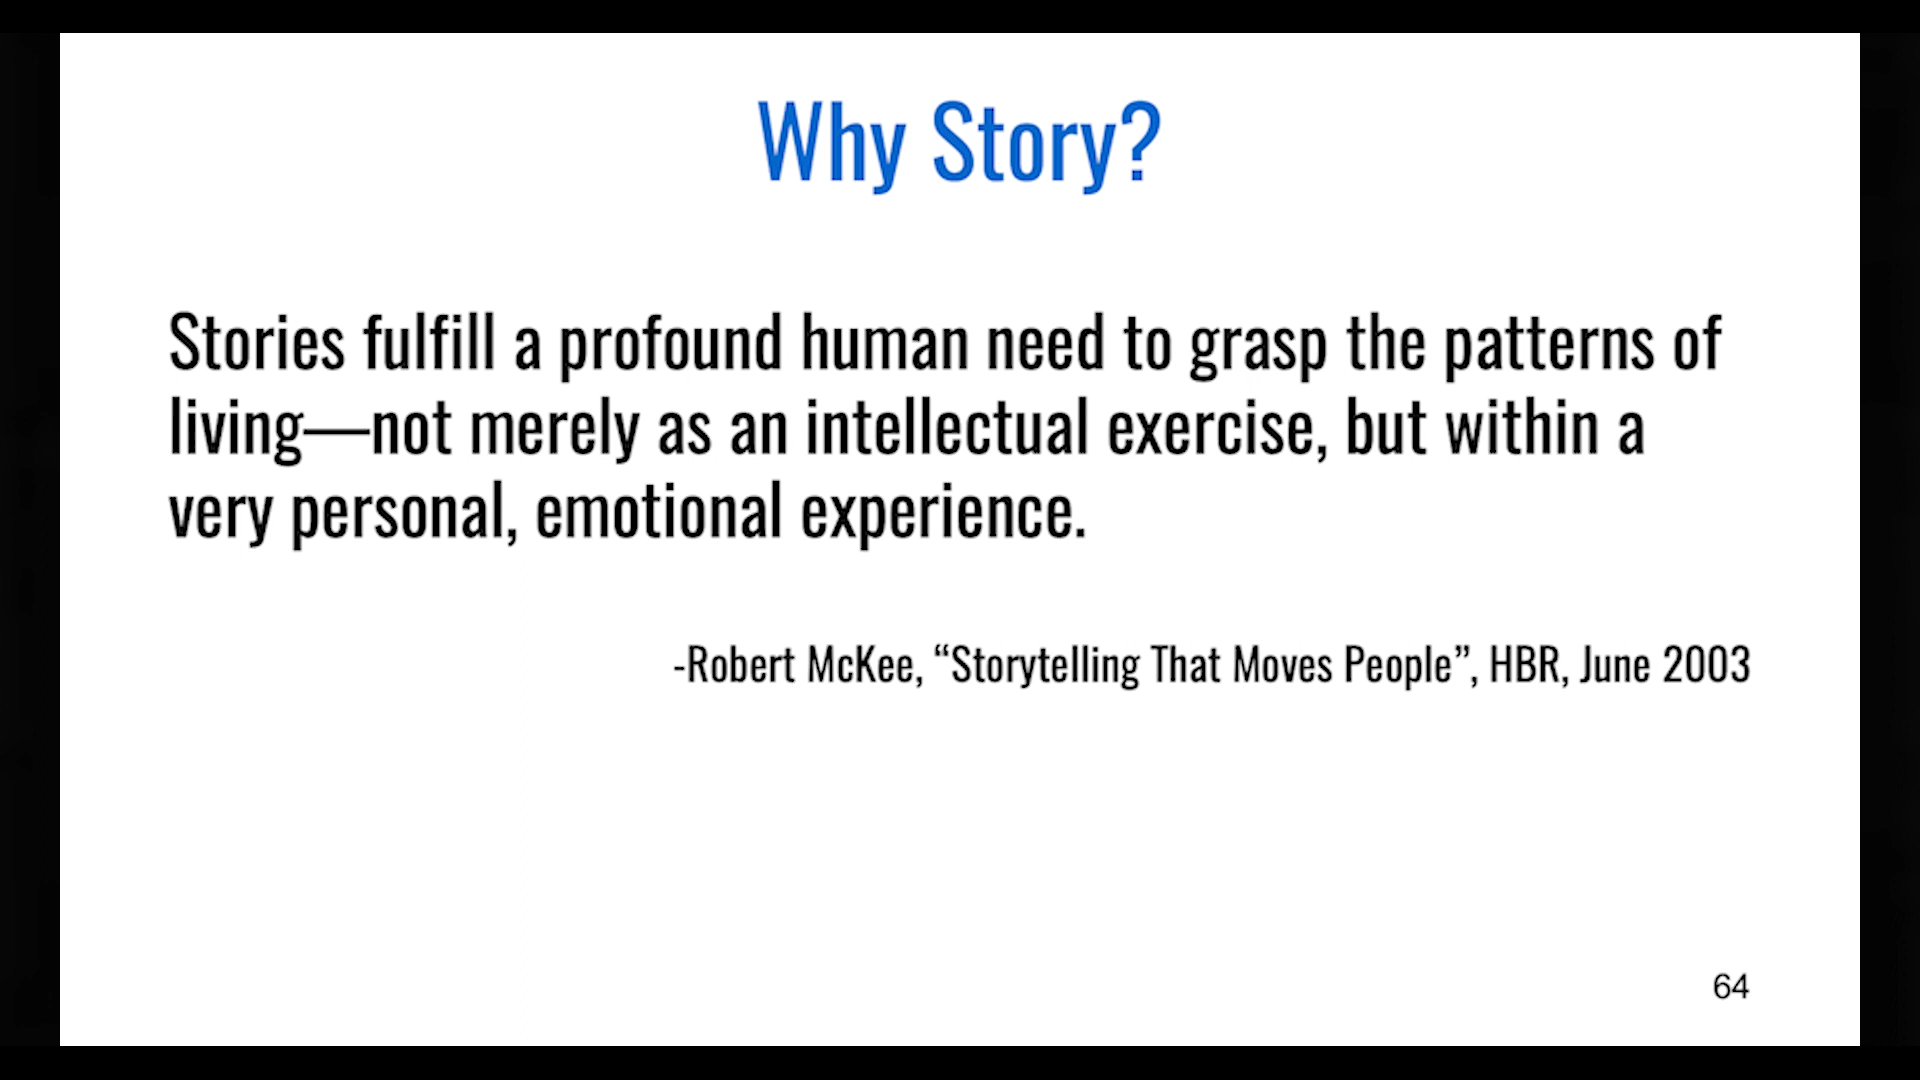 Why Story?
Stories fulfill a profound human need to grasp the patterns of
living—not merely as an intellectual exercise, but within a
very personal, emotional experience.
-Robert McKee, “Storytelling That Moves People”, HBR, June 2003
64